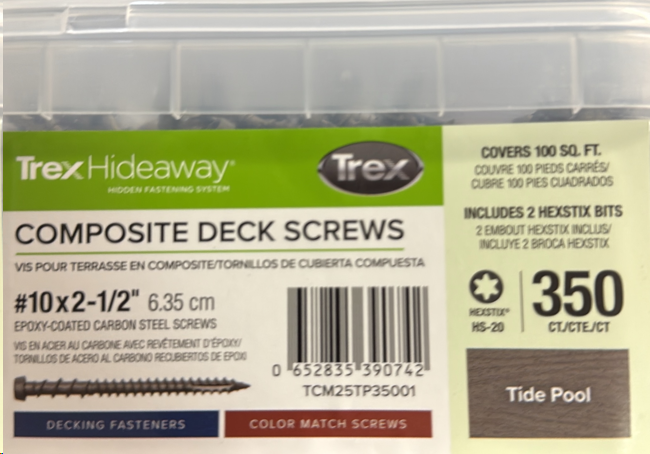 Trex Hideaway®
HIDDEN FASTENING SYSTEM
Trex®
COMPOSITE DECK SCREWS
VIS POUR TERRASSE EN COMPOSITE/TORNILLOS DE CUBIERTA COMPUESTA
#10 x 2-1/2" 6.35 cm
EPOXY-COATED CARBON STEEL SCREWS
VIS EN ACIER AU CARBONE AVEC REVÊTEMENT D'ÉPOXY/
TORNILLOS DE ACERO AL CARBONO RECUBIERTOS DE EPOXI
0 652835 390742
TCM25TP35001
DECKING FASTENERS
COLOR MATCH SCREWS
COVERS 100 SQ. FT.
COUVRE 100 PIEDS CARRÉS/
CUBRE 100 PIES CUADRADOS
INCLUDES 2 HEXSTIX BITS
2 EMBOUT HEXSTIX INCLUS/
INCLUYE 2 BROCA HEXSTIX
HEXSTIX®
HS-20
350
CT/CTE/CT
Tide Pool